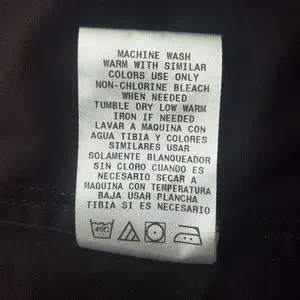 MACHINE WASH
WARM WITH SIMILAR
COLORS USE ONLY
NON-CHLORINE BLEACH
WHEN NEEDED
TUMBLE DRY LOW WARM
IRON IF NEEDED
LAVAR A MAQUINA CON
AGUA TIBIA Y COLORES
SIMILARES USAR
SOLAMENTE BLANQUEADOR
SIN CLORO CUANDO ES
NECESARIO SECAR A
MAQUINA CON TEMPERATURA
BAJA USAR PLANCHA
TIBIA SI ES NECESARIO
40C